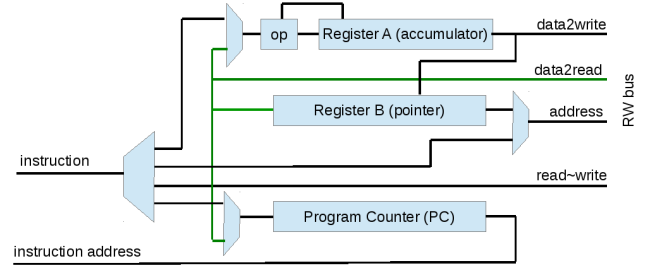 data2write
op
Register A (accumulator)
data2read
RW bus
Register B (pointer)
address
instruction
read~write
Program Counter (PC)
instruction address